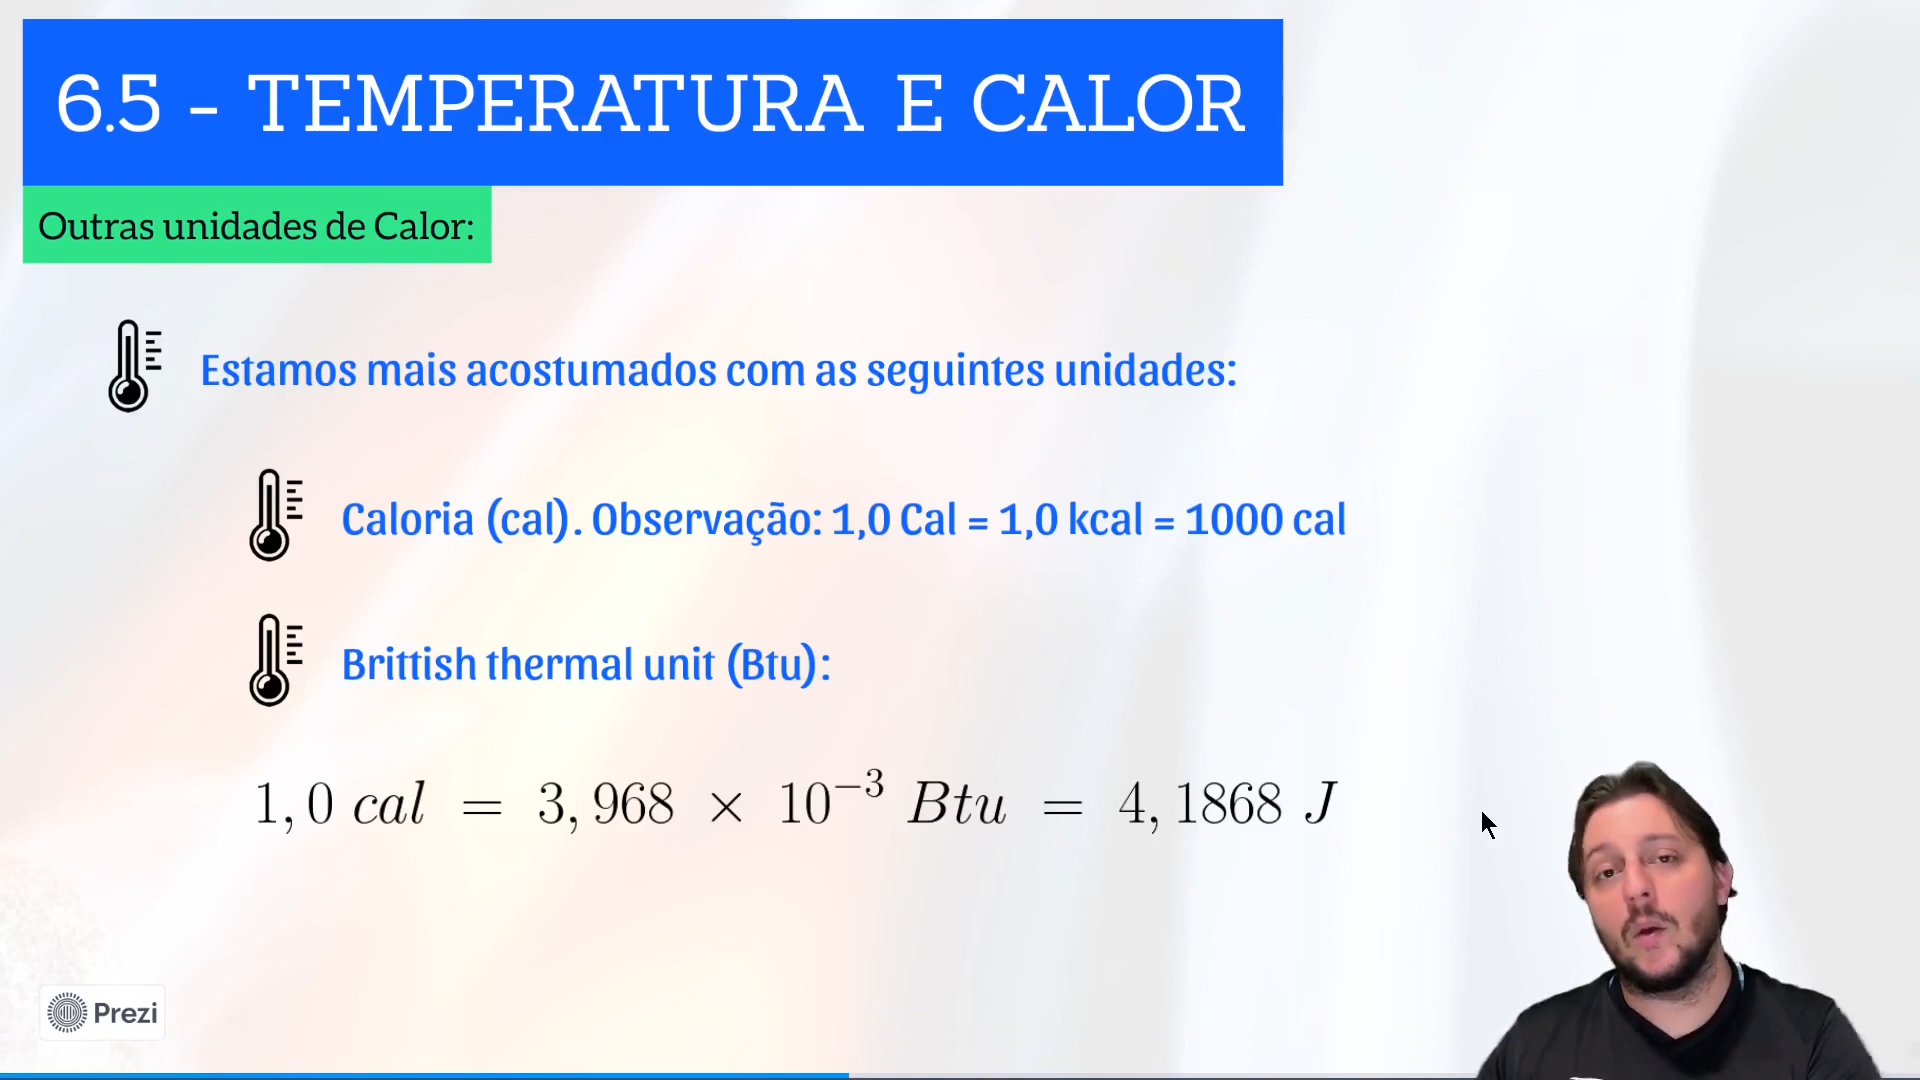 6.5 - TEMPERATURA E CALOR
Outras unidades de Calor:
Estamos mais acostumados com as seguintes unidades:
Caloria (cal). Observação: 1,0 Cal = 1,0 kcal = 1000 cal
Brittish thermal unit (Btu):
1,0 cal = 3,968 × 10⁻³ Btu = 4,1868 J
Prezi